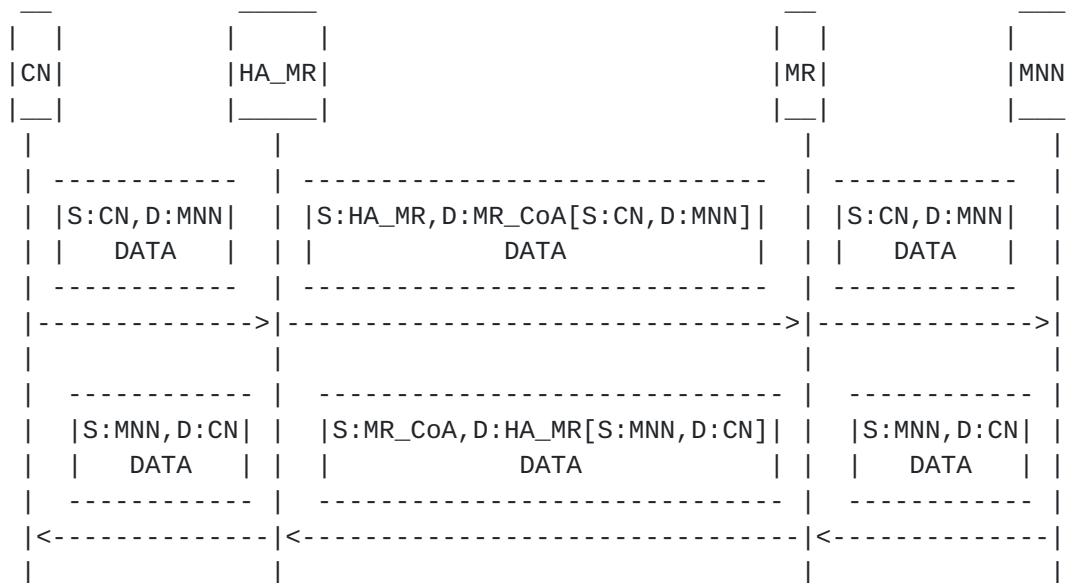 CN HA_MR MR MNN
S:CN,D:MNN S:HA_MR,D:MR_CoA[S:CN,D:MNN] S:CN,D:MNN
DATA DATA DATA
S:MNN,D:CN S:MR_CoA,D:HA_MR[S:MNN,D:CN] S:MNN,D:CN
DATA DATA DATA